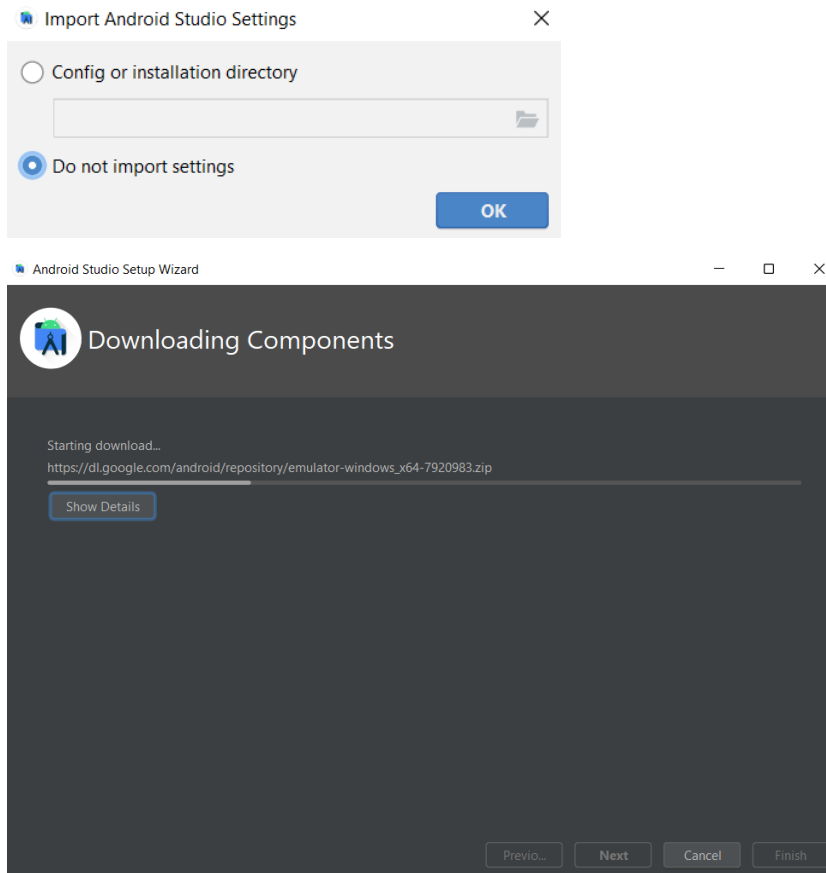 Import Android Studio Settings
Config or installation directory
Do not import settings
OK
Android Studio Setup Wizard
Downloading Components
Starting download...
https://dl.google.com/android/repository/emulator-windows_x64-7920983.zip
Show Details
Previo... Next Cancel Finish